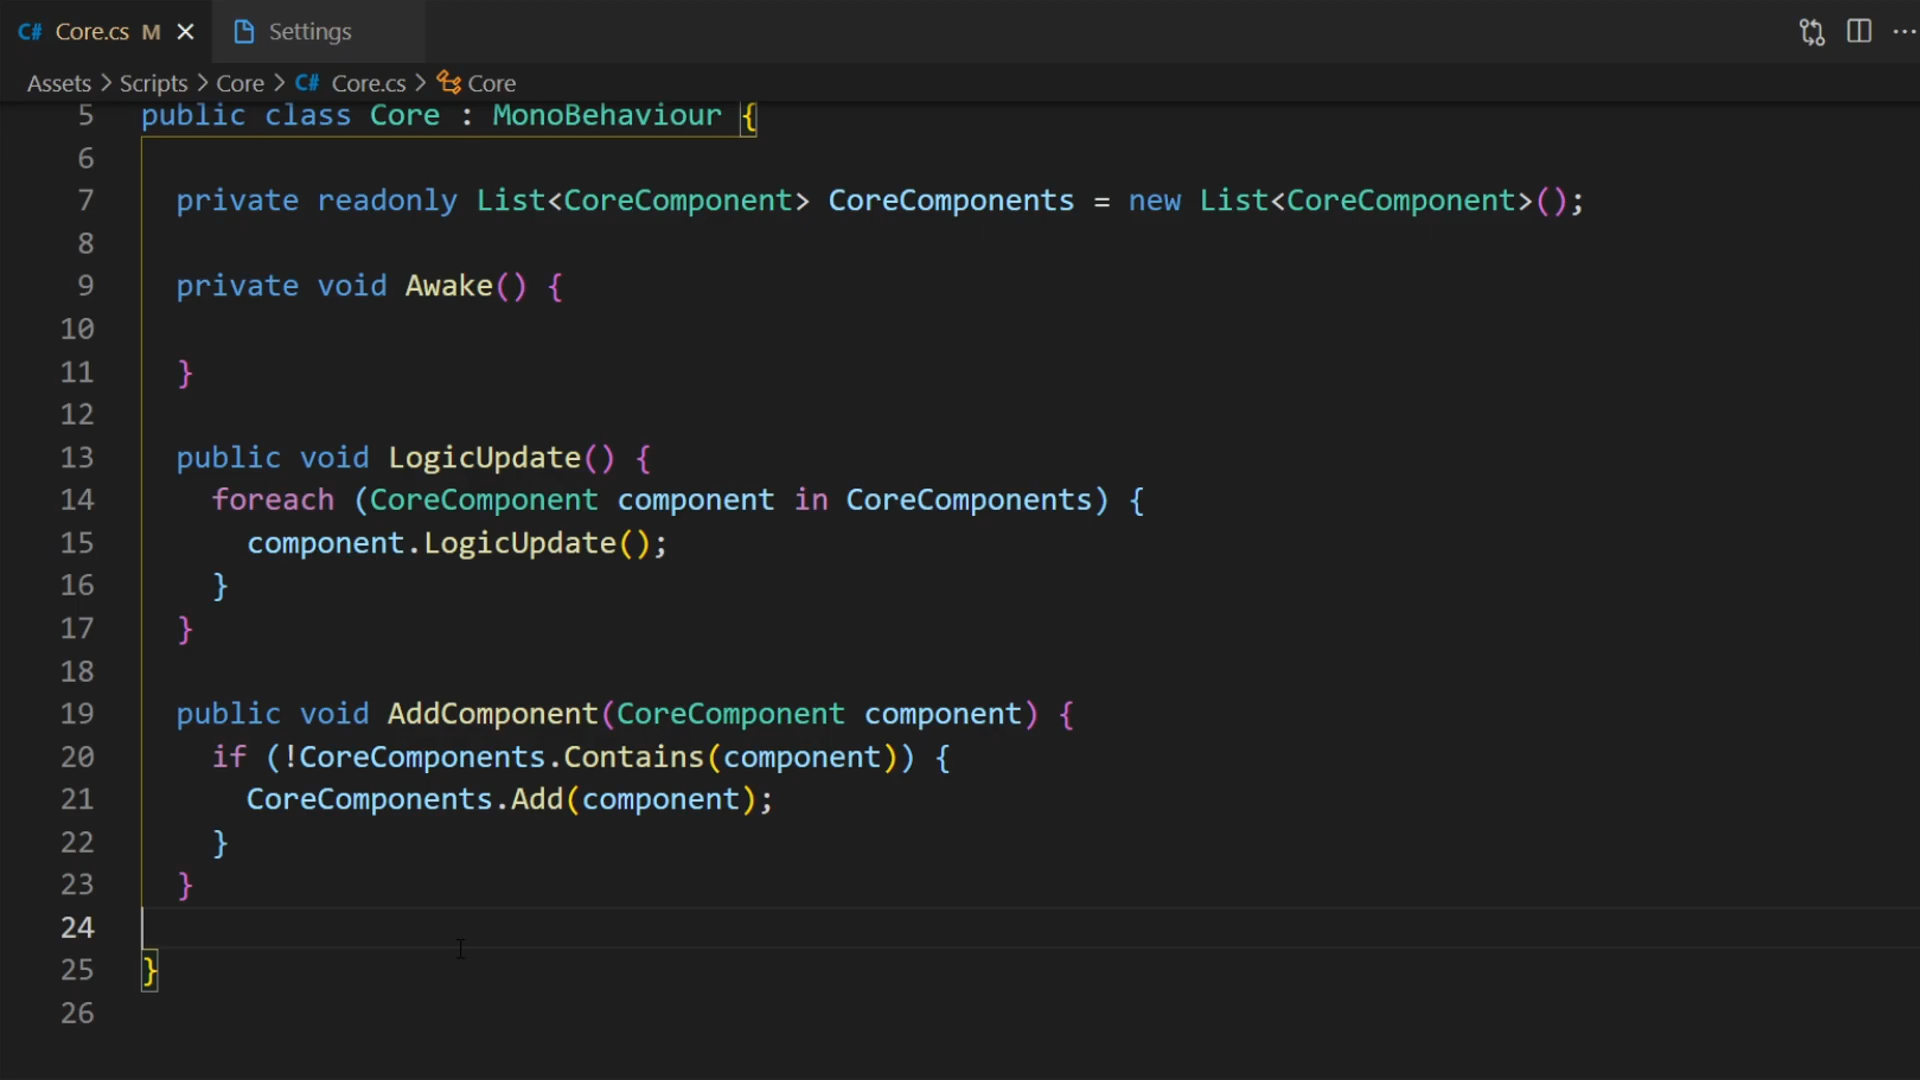 C# Core.cs M Settings
Assets > Scripts > Core > C# Core.cs > Core
5 public class Core : MonoBehaviour {
6
7 private readonly List<CoreComponent> CoreComponents = new List<CoreComponent>();
8
9 private void Awake() {
10
11 }
12
13 public void LogicUpdate() {
14 foreach (CoreComponent component in CoreComponents) {
15 component.LogicUpdate();
16 }
17 }
18
19 public void AddComponent(CoreComponent component) {
20 if (!CoreComponents.Contains(component)) {
21 CoreComponents.Add(component);
22 }
23 }
24
25 }
26